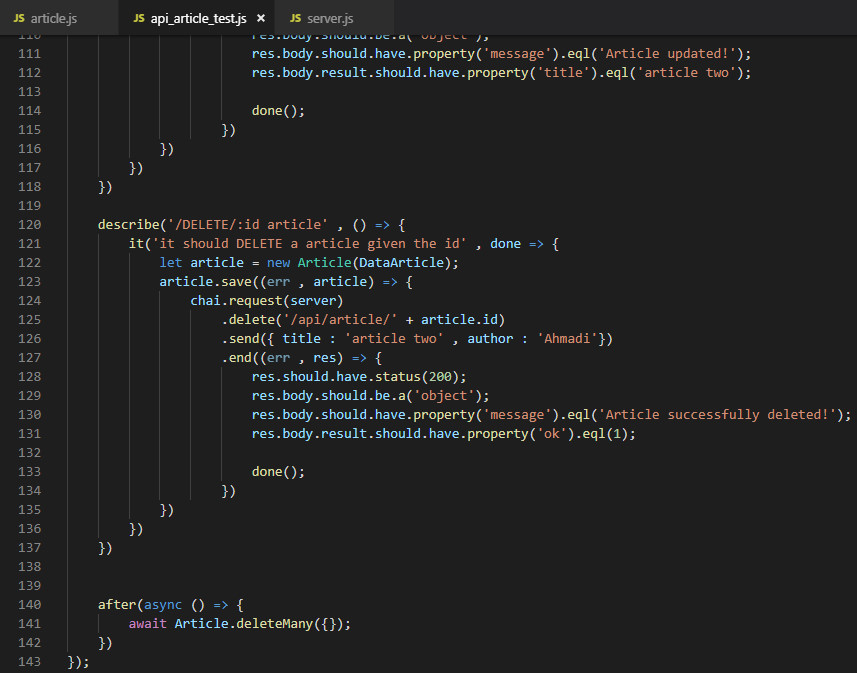 JS article.js JS api_article_test.js × JS server.js
110 res.body.should.be.a('object');
111 res.body.should.have.property('message').eql('Article updated!');
112 res.body.result.should.have.property('title').eql('article two');
113
114 done();
115 })
116 })
117 })
118 })
119
120 describe('/DELETE/:id article' , () => {
121 it('it should DELETE a article given the id' , done => {
122 let article = new Article(DataArticle);
123 article.save((err , article) => {
124 chai.request(server)
125 .delete('/api/article/' + article.id)
126 .send({ title : 'article two' , author : 'Ahmadi'})
127 .end((err , res) => {
128 res.should.have.status(200);
129 res.body.should.be.a('object');
130 res.body.should.have.property('message').eql('Article successfully deleted!');
131 res.body.result.should.have.property('ok').eql(1);
132
133 done();
134 })
135 })
136 })
137 })
138
139
140 after(async () => {
141 await Article.deleteMany({});
142 })
143 });